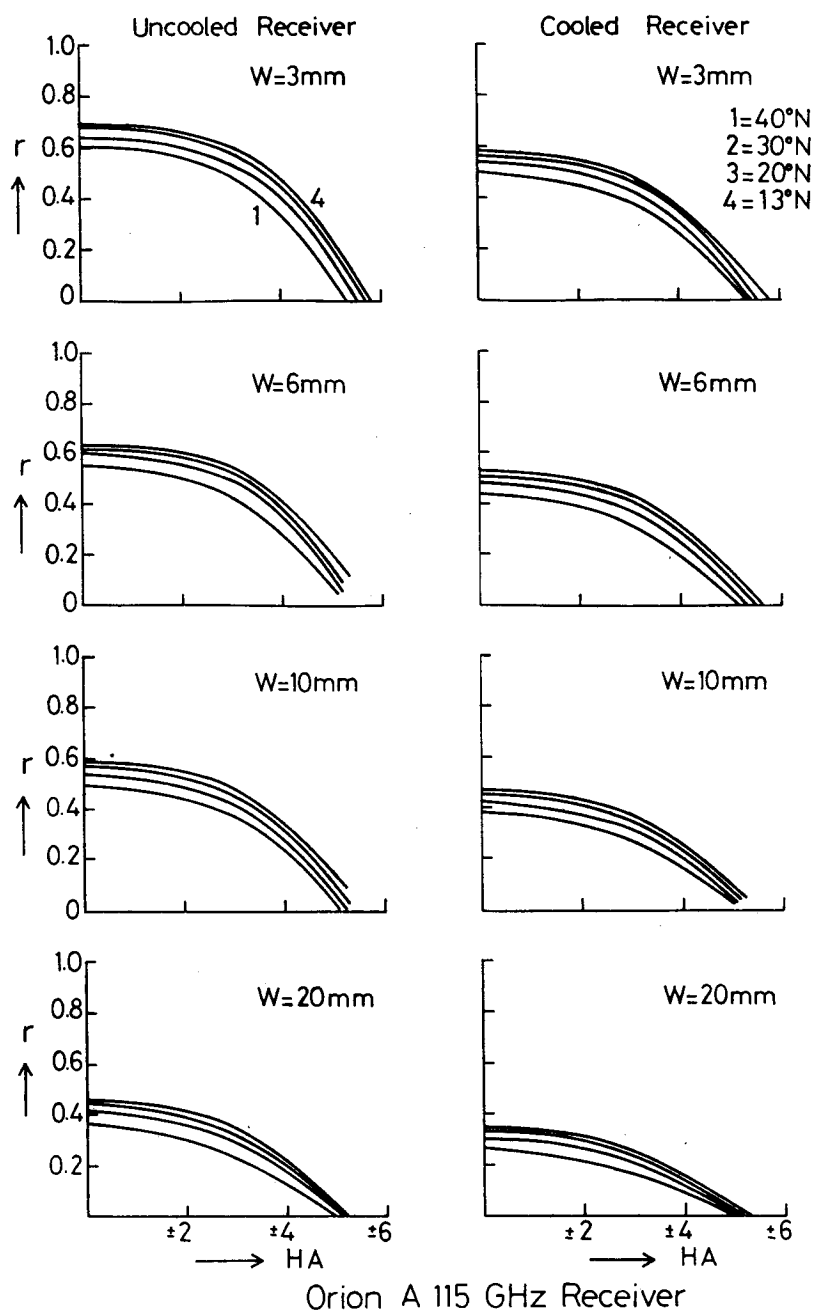 Uncooled Receiver
Cooled Receiver
1.0
W=3mm
W=3mm
0.8
1=40°N
r
0.6
2=30°N
3=20°N
0.4
4
4=13°N
1
0.2
0
1.0
W=6mm
W=6mm
0.8
r
0.6
0.4
0.2
0
±2
±4
±6
1.0
W=10mm
W=10mm
0.8
r
0.6
0.4
0.2
0
1.0
W=20mm
W=20mm
0.8
r
0.6
0.4
0.2
±2
±4
±6
±2
±4
±6
HA
HA
Orion A 115 GHz Receiver